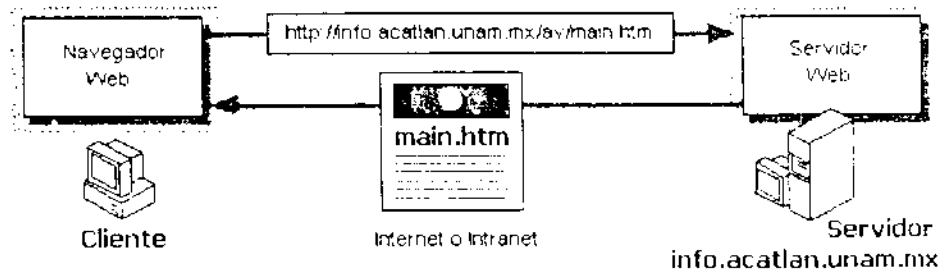 Navegador
Web
http://info.acatlan.unam.mx/av/main.htm
Servidor
Web
main.htm
Cliente
Internet o Intranet
Servidor
info.acatlan.unam.mx